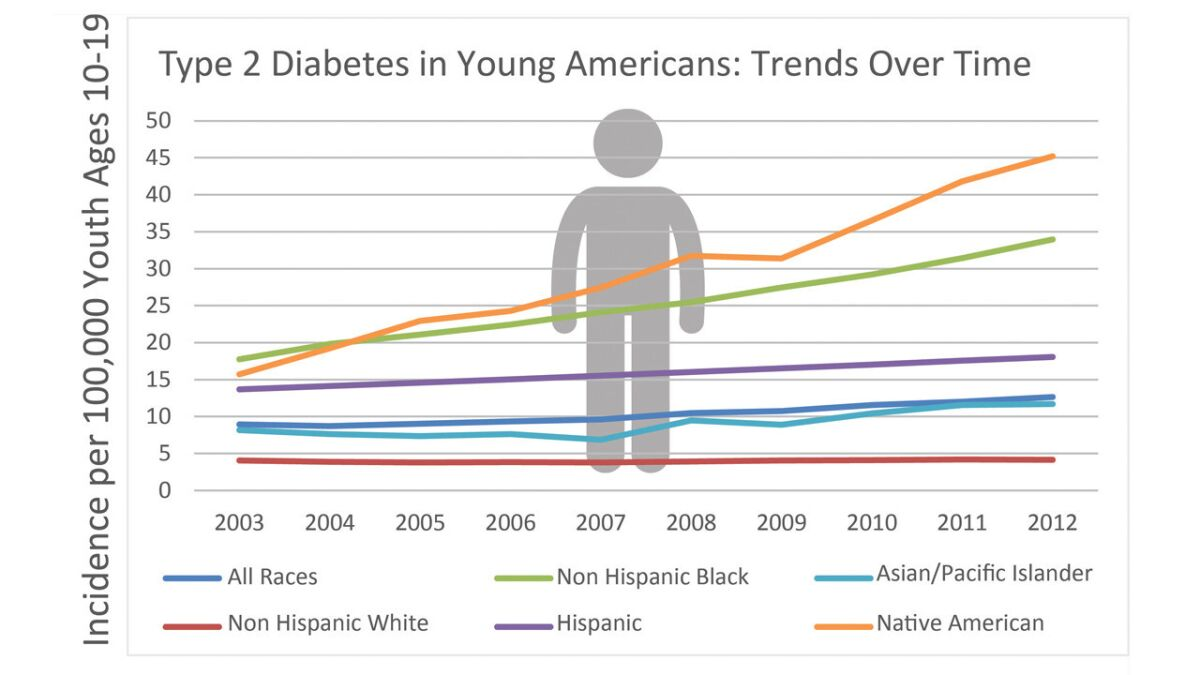 Type 2 Diabetes in Young Americans: Trends Over Time
Incidence per 100,000 Youth Ages 10-19
50
45
40
35
30
25
20
15
10
5
0
2003 2004 2005 2006 2007 2008 2009 2010 2011 2012
All Races Non Hispanic Black Asian/Pacific Islander
Non Hispanic White Hispanic Native American